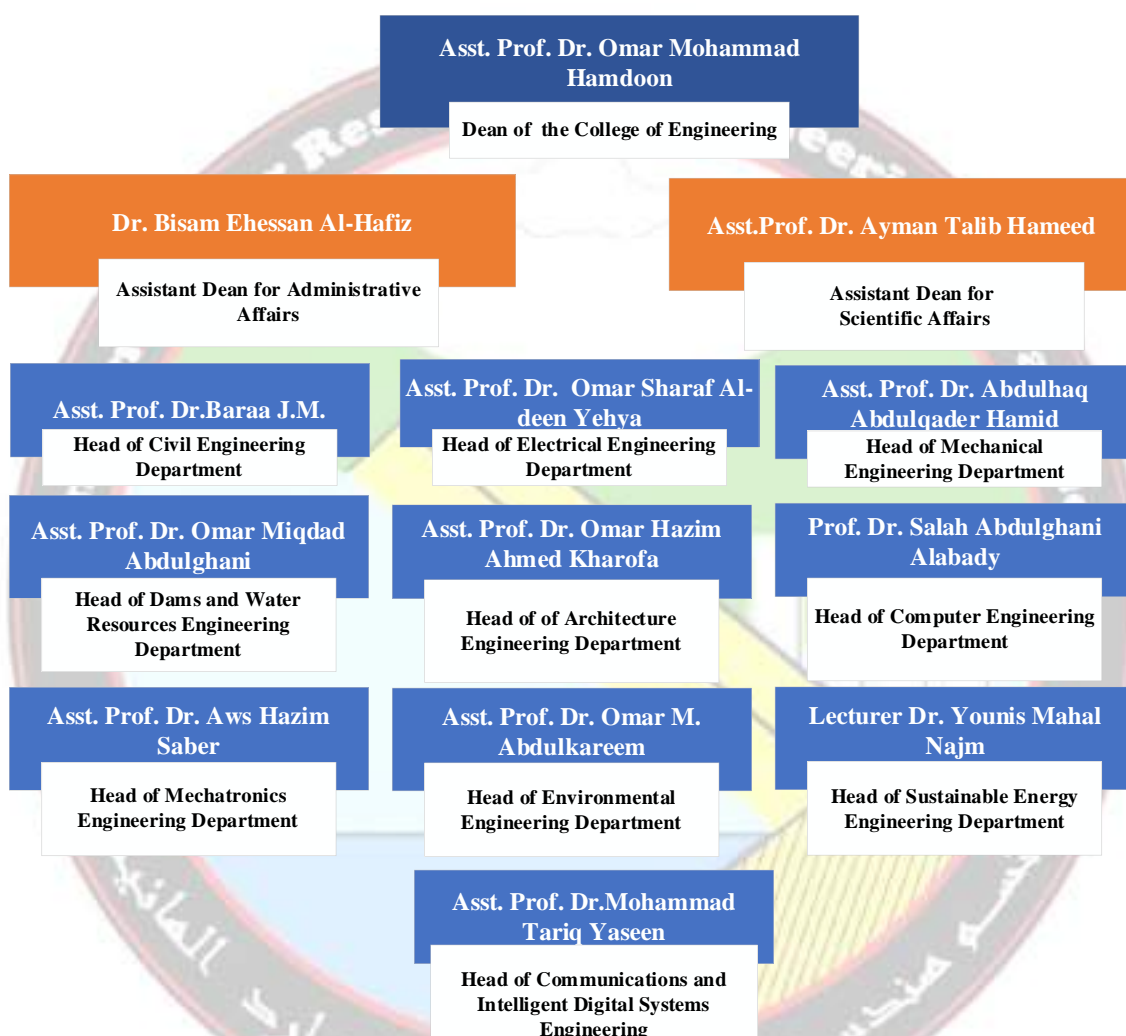 Asst. Prof. Dr. Omar Mohammad
Hamdoon
Dean of the College of Engineering
Dr. Bisam Ehessan Al-Hafiz
Assistant Dean for Administrative
Affairs
Asst.Prof. Dr. Ayman Talib Hameed
Assistant Dean for
Scientific Affairs
Asst. Prof. Dr.Baraa J.M.
Head of Civil Engineering
Department
Asst. Prof. Dr. Omar Sharaf Al-
deen Yehya
Head of Electrical Engineering
Department
Asst. Prof. Dr. Abdulhaq
Abdulqader Hamid
Head of Mechanical
Engineering Department
Asst. Prof. Dr. Omar Miqdad
Abdulghani
Head of Dams and Water
Resources Engineering
Department
Asst. Prof. Dr. Omar Hazim
Ahmed Kharofa
Head of of Architecture
Engineering Department
Prof. Dr. Salah Abdulghani
Alabady
Head of Computer Engineering
Department
Asst. Prof. Dr. Aws Hazim
Saber
Head of Mechatronics
Engineering Department
Asst. Prof. Dr. Omar M.
Abdulkareem
Head of Environmental
Engineering Department
Lecturer Dr. Younis Mahal
Najm
Head of Sustainable Energy
Engineering Department
Asst. Prof. Dr.Mohammad
Tariq Yaseen
Head of Communications and
Intelligent Digital Systems
Engineering